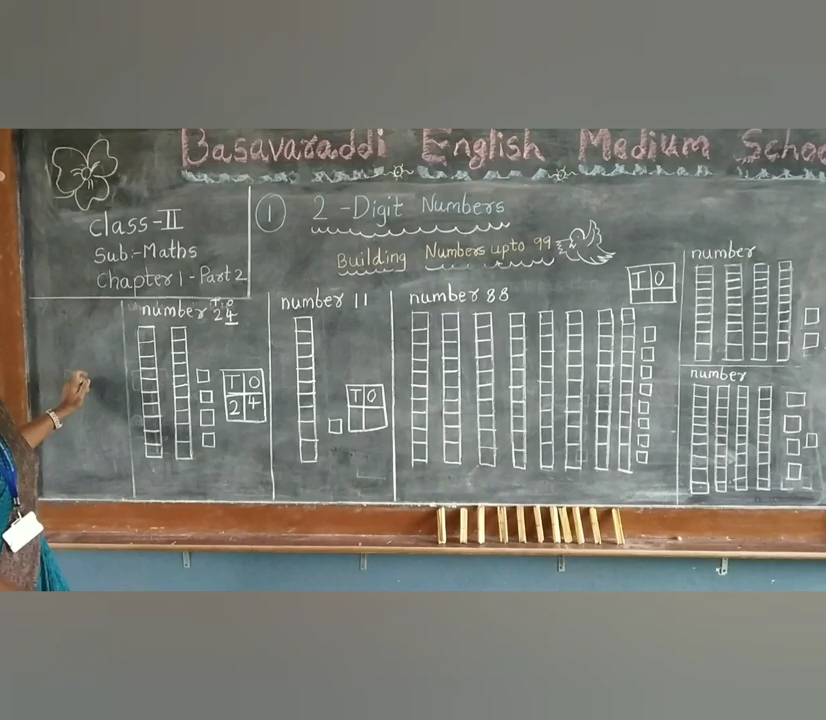 Basavaraddi English Medium Schoo
Class-II
Sub:-Maths
Chapter 1 - Part 2
1 2-Digit Numbers
Building Numbers upto 99
number 24
T O
T O
2 4
number 11
T O
number 88
T O
number
number